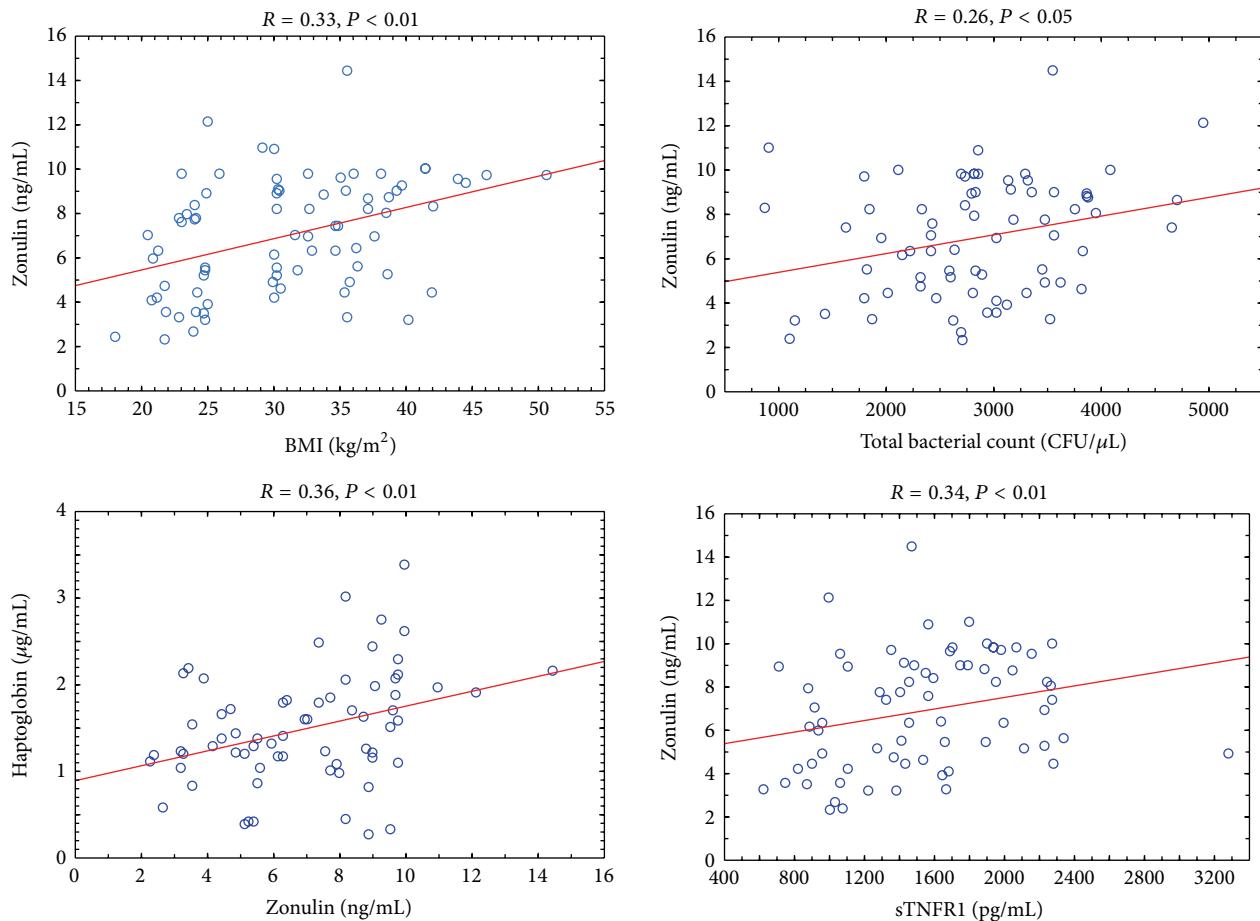 R = 0.33, P < 0.01
16
14
12
10
8
6
4
2
0
Zonulin (ng/mL)
15 20 25 30 35 40 45 50 55
BMI (kg/m²)
R = 0.26, P < 0.05
16
14
12
10
8
6
4
2
0
Zonulin (ng/mL)
1000 2000 3000 4000 5000
Total bacterial count (CFU/μL)
R = 0.36, P < 0.01
4
3
2
1
0
Haptoglobin (μg/mL)
0 2 4 6 8 10 12 14 16
Zonulin (ng/mL)
R = 0.34, P < 0.01
16
14
12
10
8
6
4
2
0
Zonulin (ng/mL)
400 800 1200 1600 2000 2400 2800 3200
sTNFR1 (pg/mL)